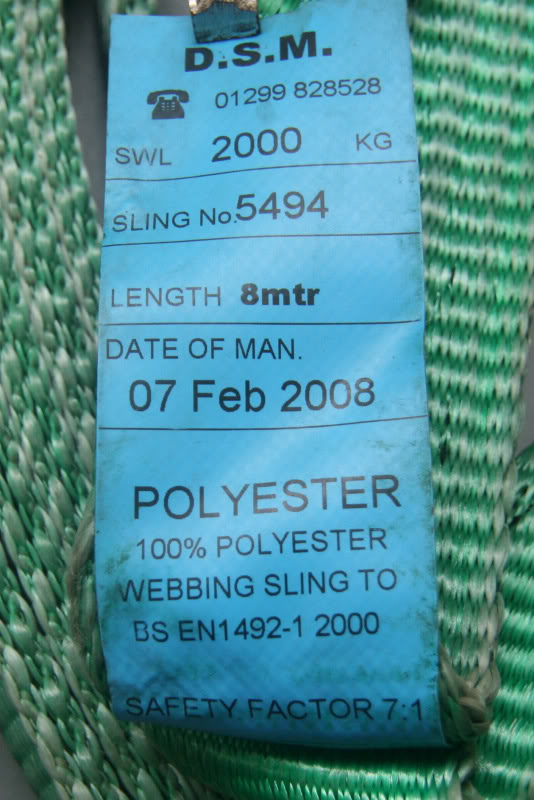 D.S.M.
01299 828528
SWL 2000 KG
SLING No.5494
LENGTH 8mtr
DATE OF MAN.
07 Feb 2008
POLYESTER
100% POLYESTER
WEBBING SLING TO
BS EN1492-1 2000
SAFETY FACTOR 7:1